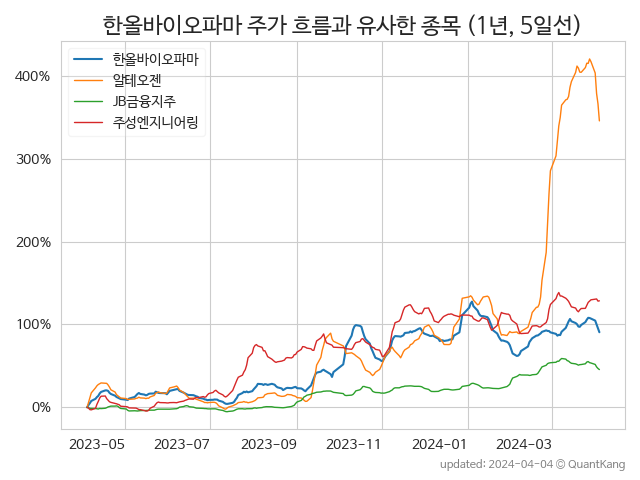 한올바이오파마 주가 흐름과 유사한 종목 (1년, 5일선)
한올바이오파마
알테오젠
JB금융지주
주성엔지니어링
400%
300%
200%
100%
0%
2023-05
2023-07
2023-09
2023-11
2024-01
2024-03
updated: 2024-04-04 © QuantKang